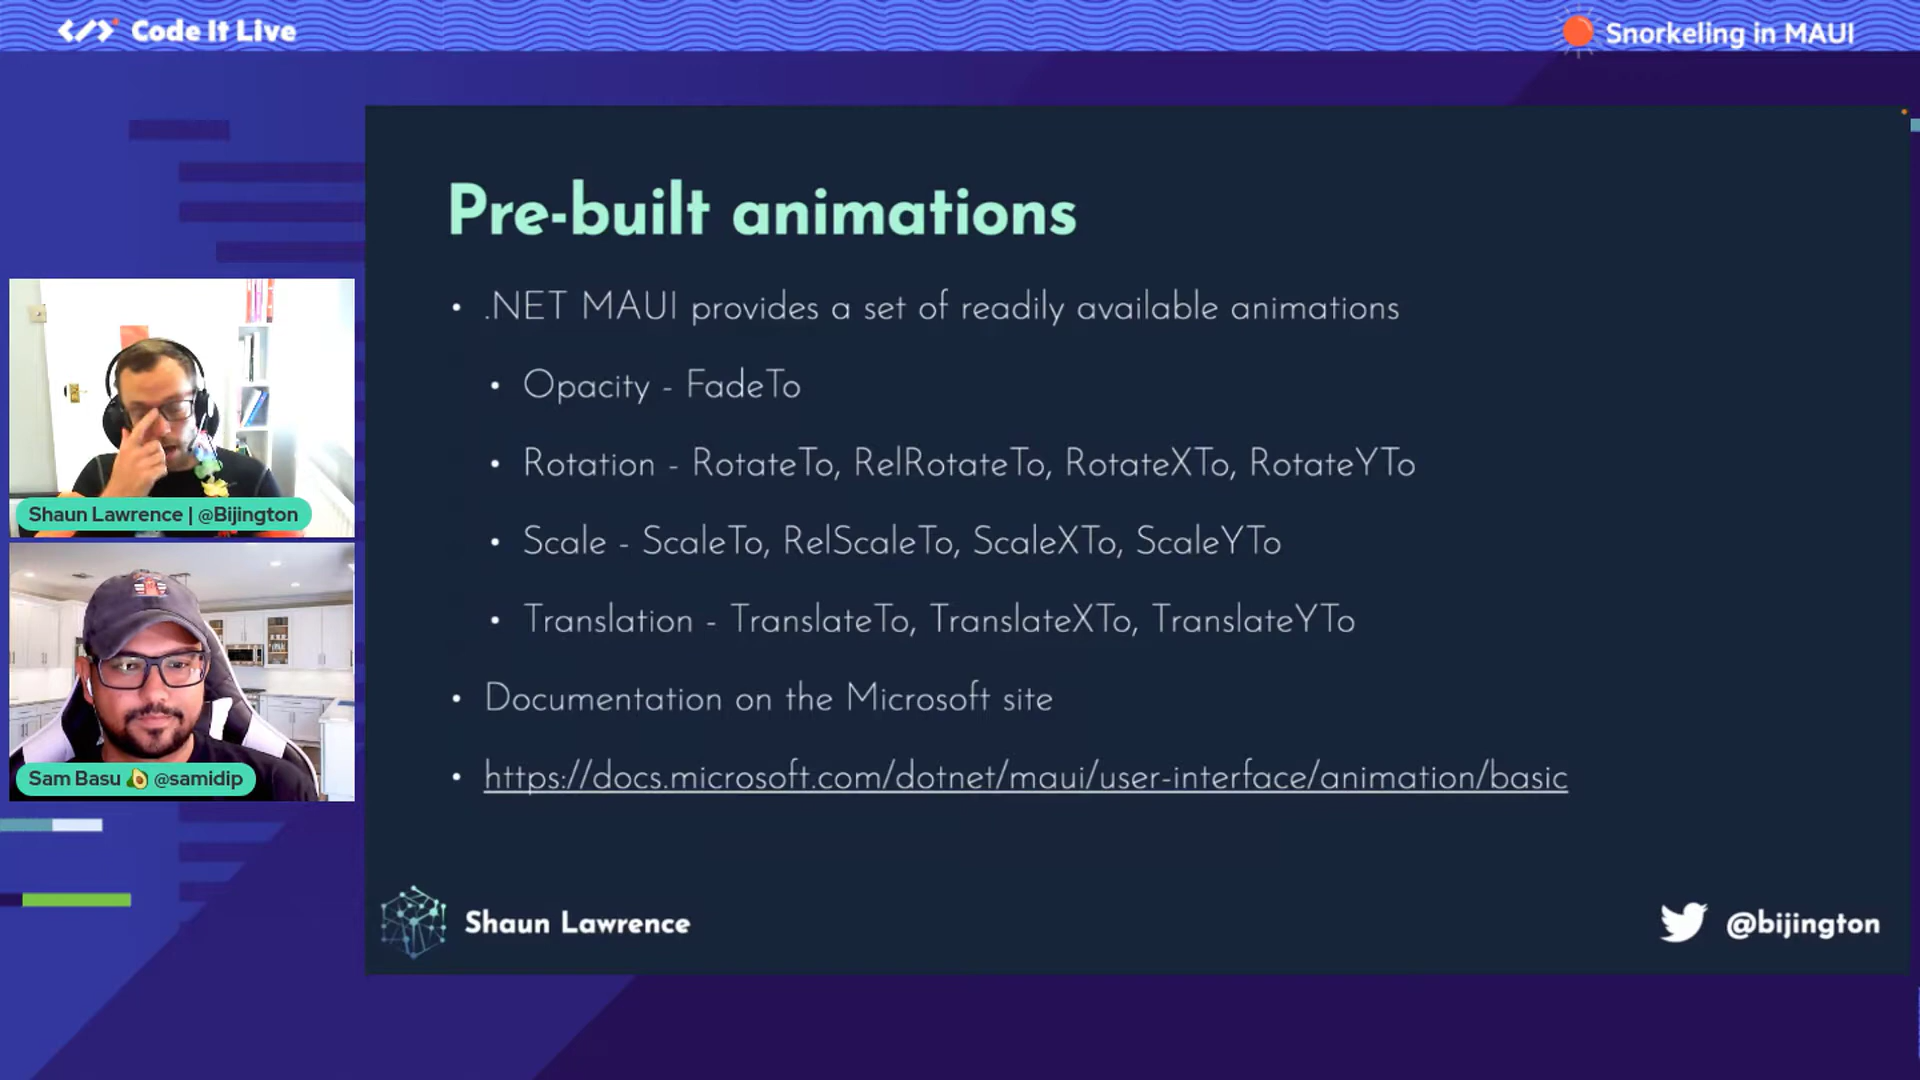 Code It Live
Snorkeling in MAUI
Pre-built animations
• .NET MAUI provides a set of readily available animations
• Opacity - FadeTo
• Rotation - RotateTo, RelRotateTo, RotateXTo, RotateYTo
• Scale - ScaleTo, RelScaleTo, ScaleXTo, ScaleYTo
• Translation - TranslateTo, TranslateXTo, TranslateYTo
• Documentation on the Microsoft site
• https://docs.microsoft.com/dotnet/maui/user-interface/animation/basic
Shaun Lawrence | @Bijington
Sam Basu 🥑 @samidip
Shaun Lawrence
@bijington